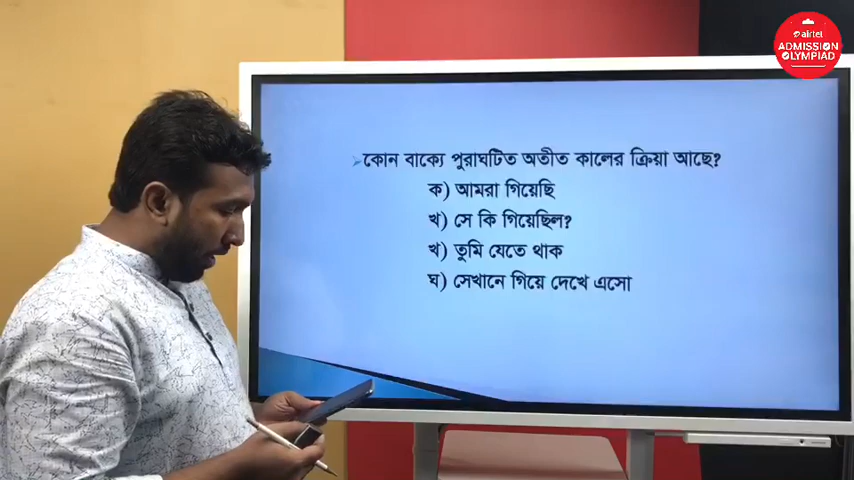 airtel
ADMISSION
OLYMPIAD
কোন বাক্যে পুরাঘটিত অতীত কালের ক্রিয়া আছে?
ক) আমরা গিয়েছি
খ) সে কি গিয়েছিল?
খ) তুমি যেতে থাক
ঘ) সেখানে গিয়ে দেখে এসো